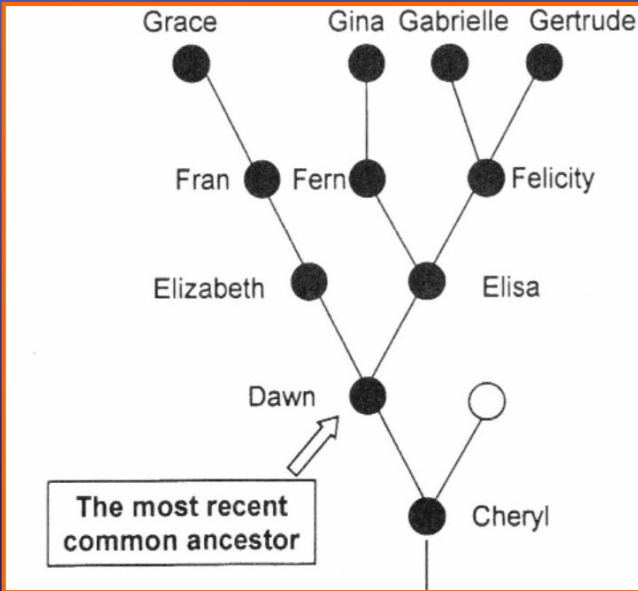 Grace
Gina
Gabrielle
Gertrude
Fran
Fern
Felicity
Elizabeth
Elisa
Dawn
The most recent
common ancestor
Cheryl